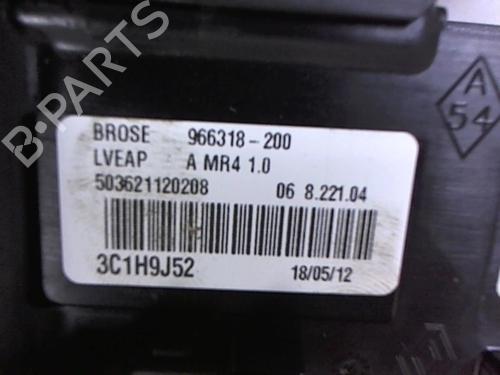 B-PARTS
A
54
BROSE 966318-200
LVEAP A MR4 1.0
503621120208 06 8.221.04
3C1H9J52 18/05/12